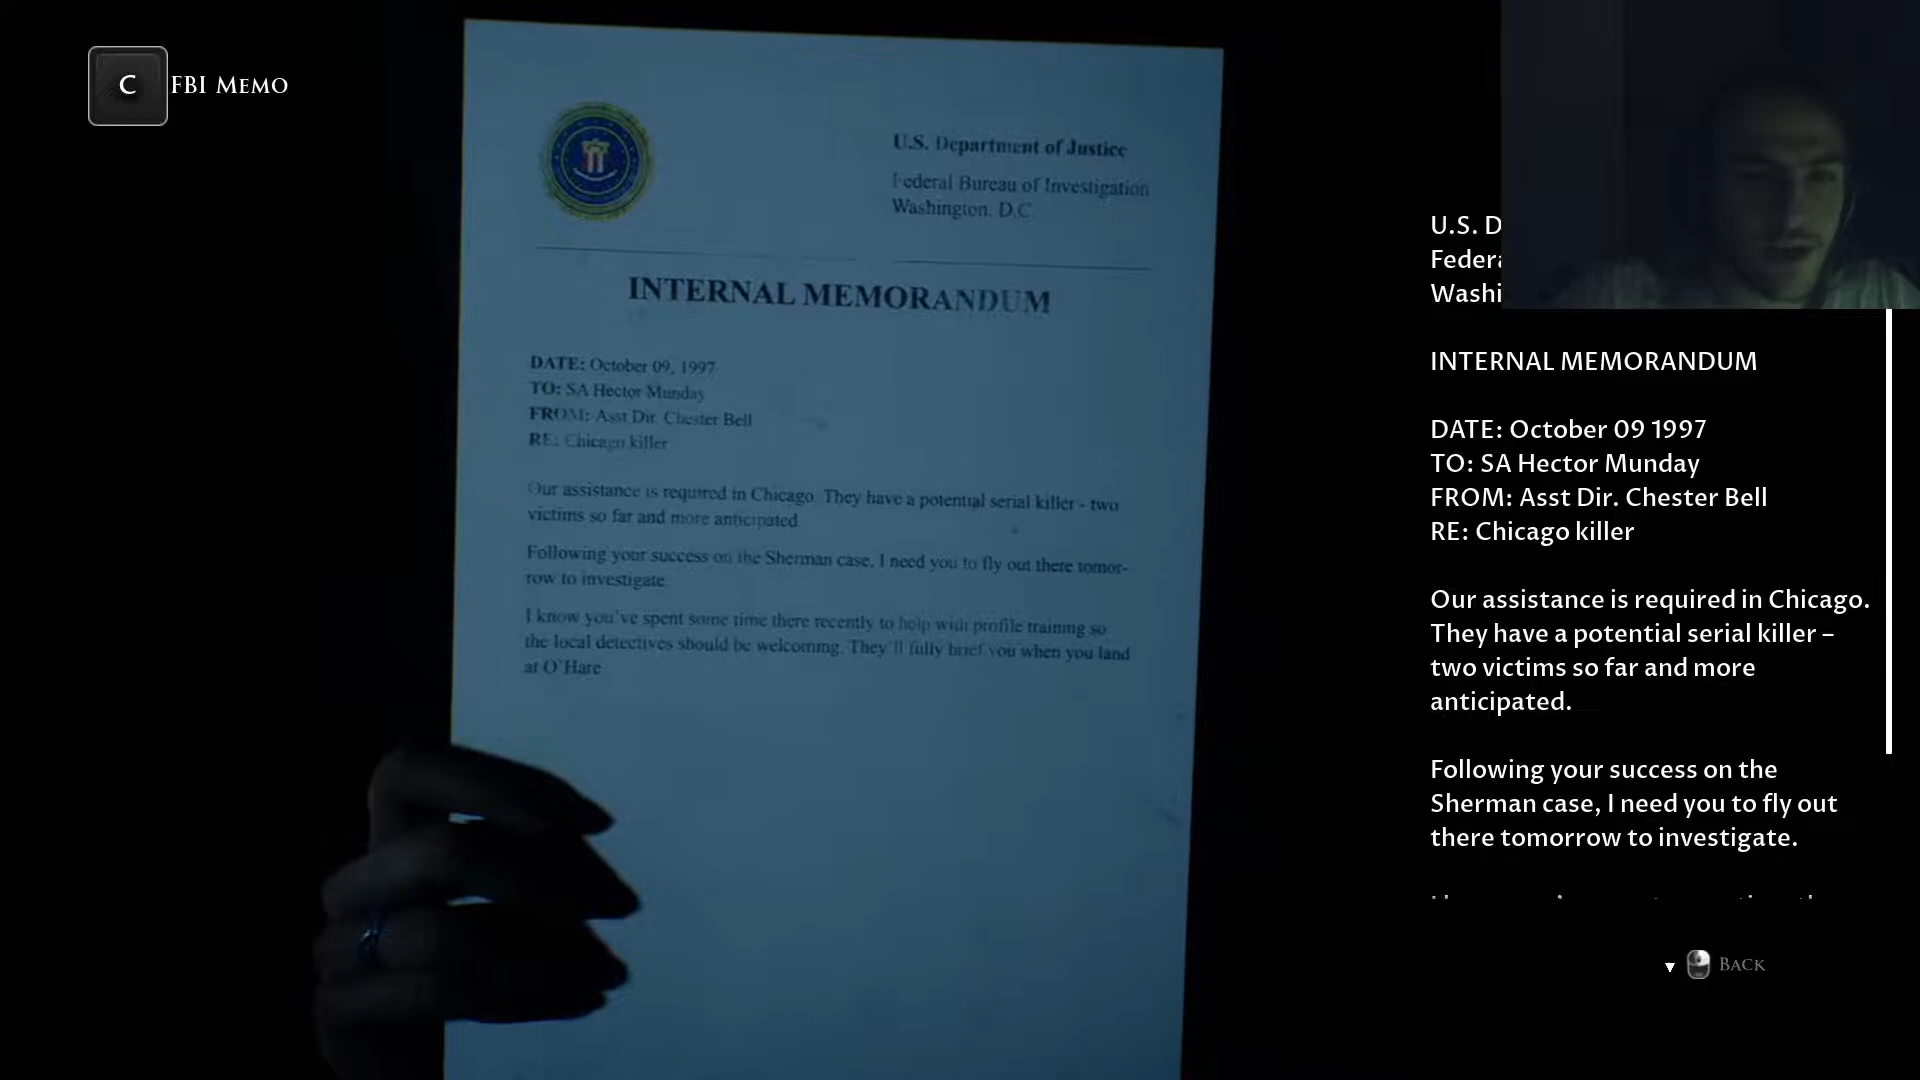 C
FBI Memo
U.S. Department of Justice
Federal Bureau of Investigation
Washington, D.C.
INTERNAL MEMORANDUM
DATE: October 09, 1997
TO: SA Hector Munday
FROM: Asst Dir. Chester Bell
RE: Chicago killer
Our assistance is required in Chicago. They have a potential serial killer - two
victims so far and more anticipated.
Following your success on the Sherman case, I need you to fly out there tomor-
row to investigate.
I know you've spent some time there recently to help with profile training so
the local detectives should be welcoming. They'll fully brief you when you land
at O'Hare
U.S. D
Federa
Washi
INTERNAL MEMORANDUM
DATE: October 09 1997
TO: SA Hector Munday
FROM: Asst Dir. Chester Bell
RE: Chicago killer
Our assistance is required in Chicago.
They have a potential serial killer –
two victims so far and more
anticipated.
Following your success on the
Sherman case, I need you to fly out
there tomorrow to investigate.
Back